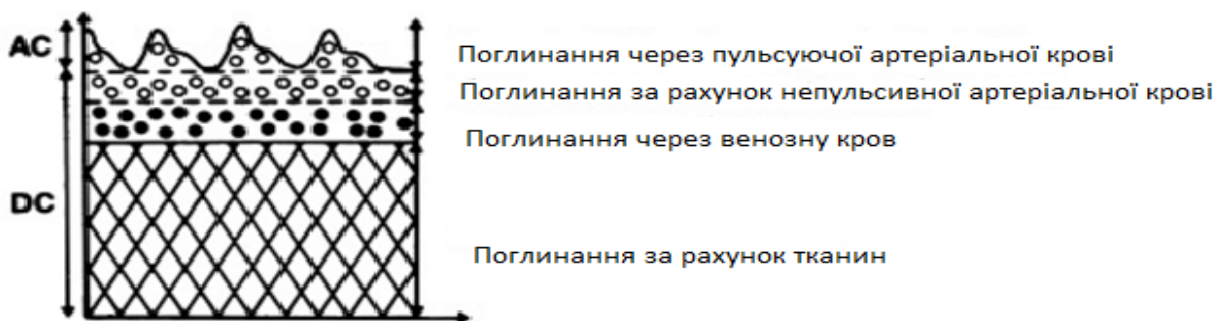 AC
Поглинання через пульсуючої артеріальної крові
Поглинання за рахунок непульсивної артеріальної крові
Поглинання через венозну кров
DC
Поглинання за рахунок тканин